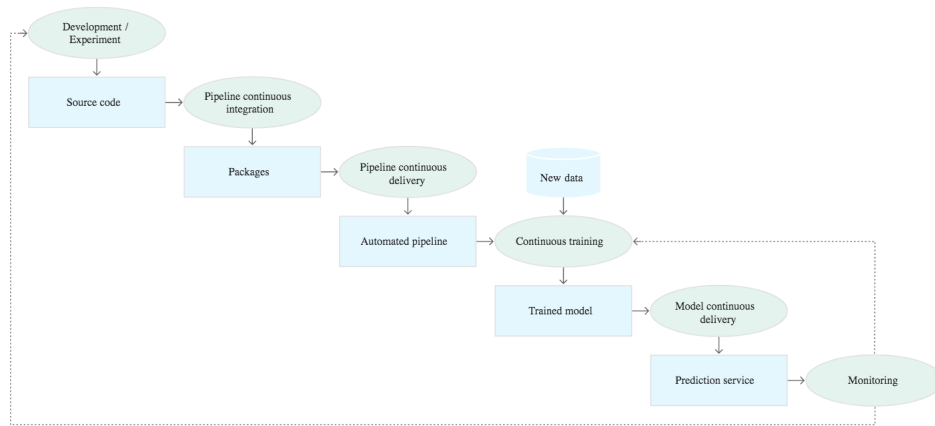 Development /
Experiment
Source code
Pipeline continuous
integration
Packages
Pipeline continuous
delivery
New data
Automated pipeline
Continuous training
Trained model
Model continuous
delivery
Prediction service
Monitoring